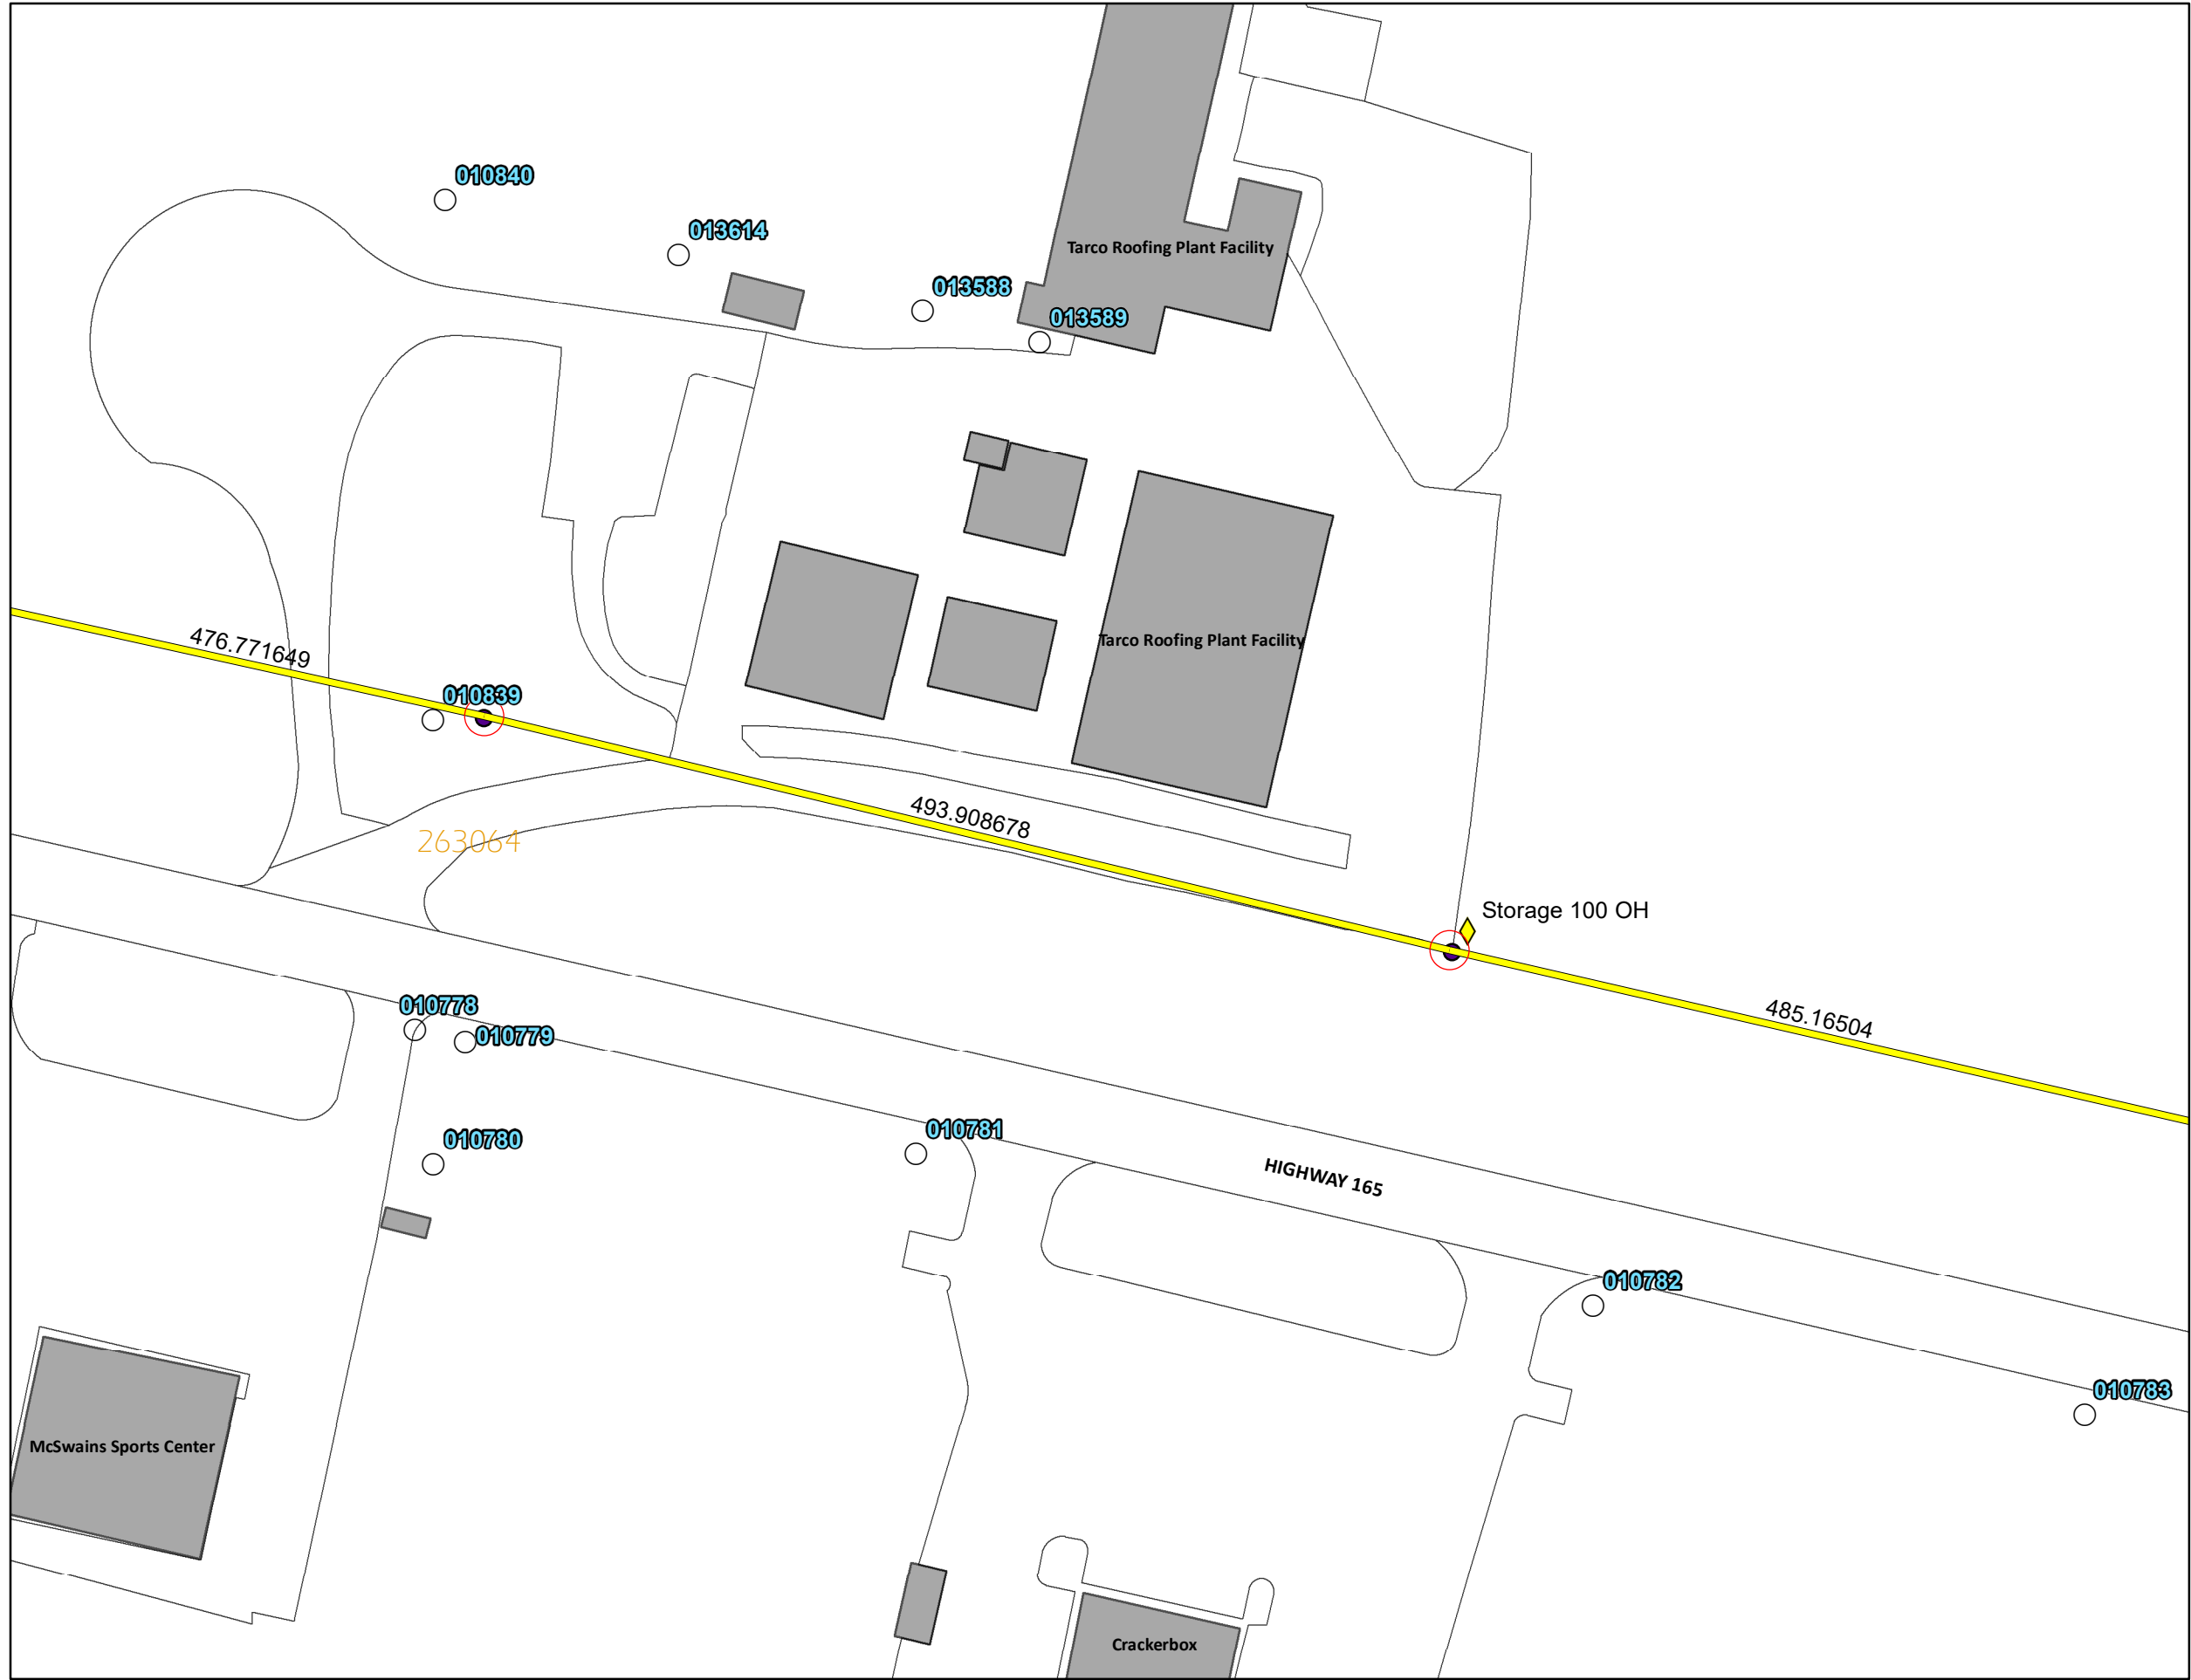 010840
013614
Tarco Roofing Plant Facility
013588
013589
476.771649
Tarco Roofing Plant Facility
010839
493.908678
263064
Storage 100 OH
010778
485.16504
010779
010781
010780
HIGHWAY 165
010782
010783
McSwains Sports Center
Crackerbox